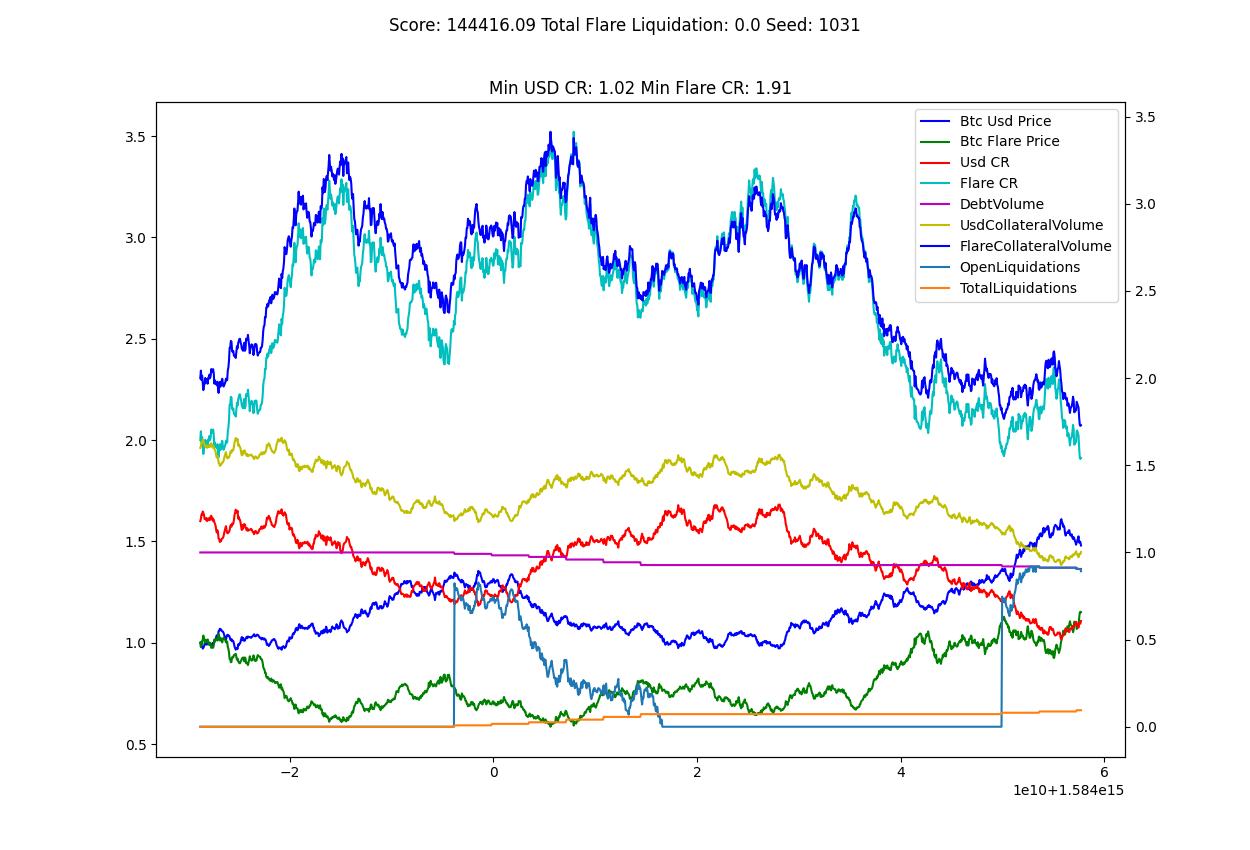 Score: 144416.09 Total Flare Liquidation: 0.0 Seed: 1031
Min USD CR: 1.02 Min Flare CR: 1.91
3.5
3.0
2.5
2.0
1.5
1.0
0.5
3.5
3.0
2.5
2.0
1.5
1.0
0.5
0.0
Btc Usd Price
Btc Flare Price
Usd CR
Flare CR
DebtVolume
UsdCollateralVolume
FlareCollateralVolume
OpenLiquidations
TotalLiquidations
−2 0 2 4 6
1e10+1.584e15